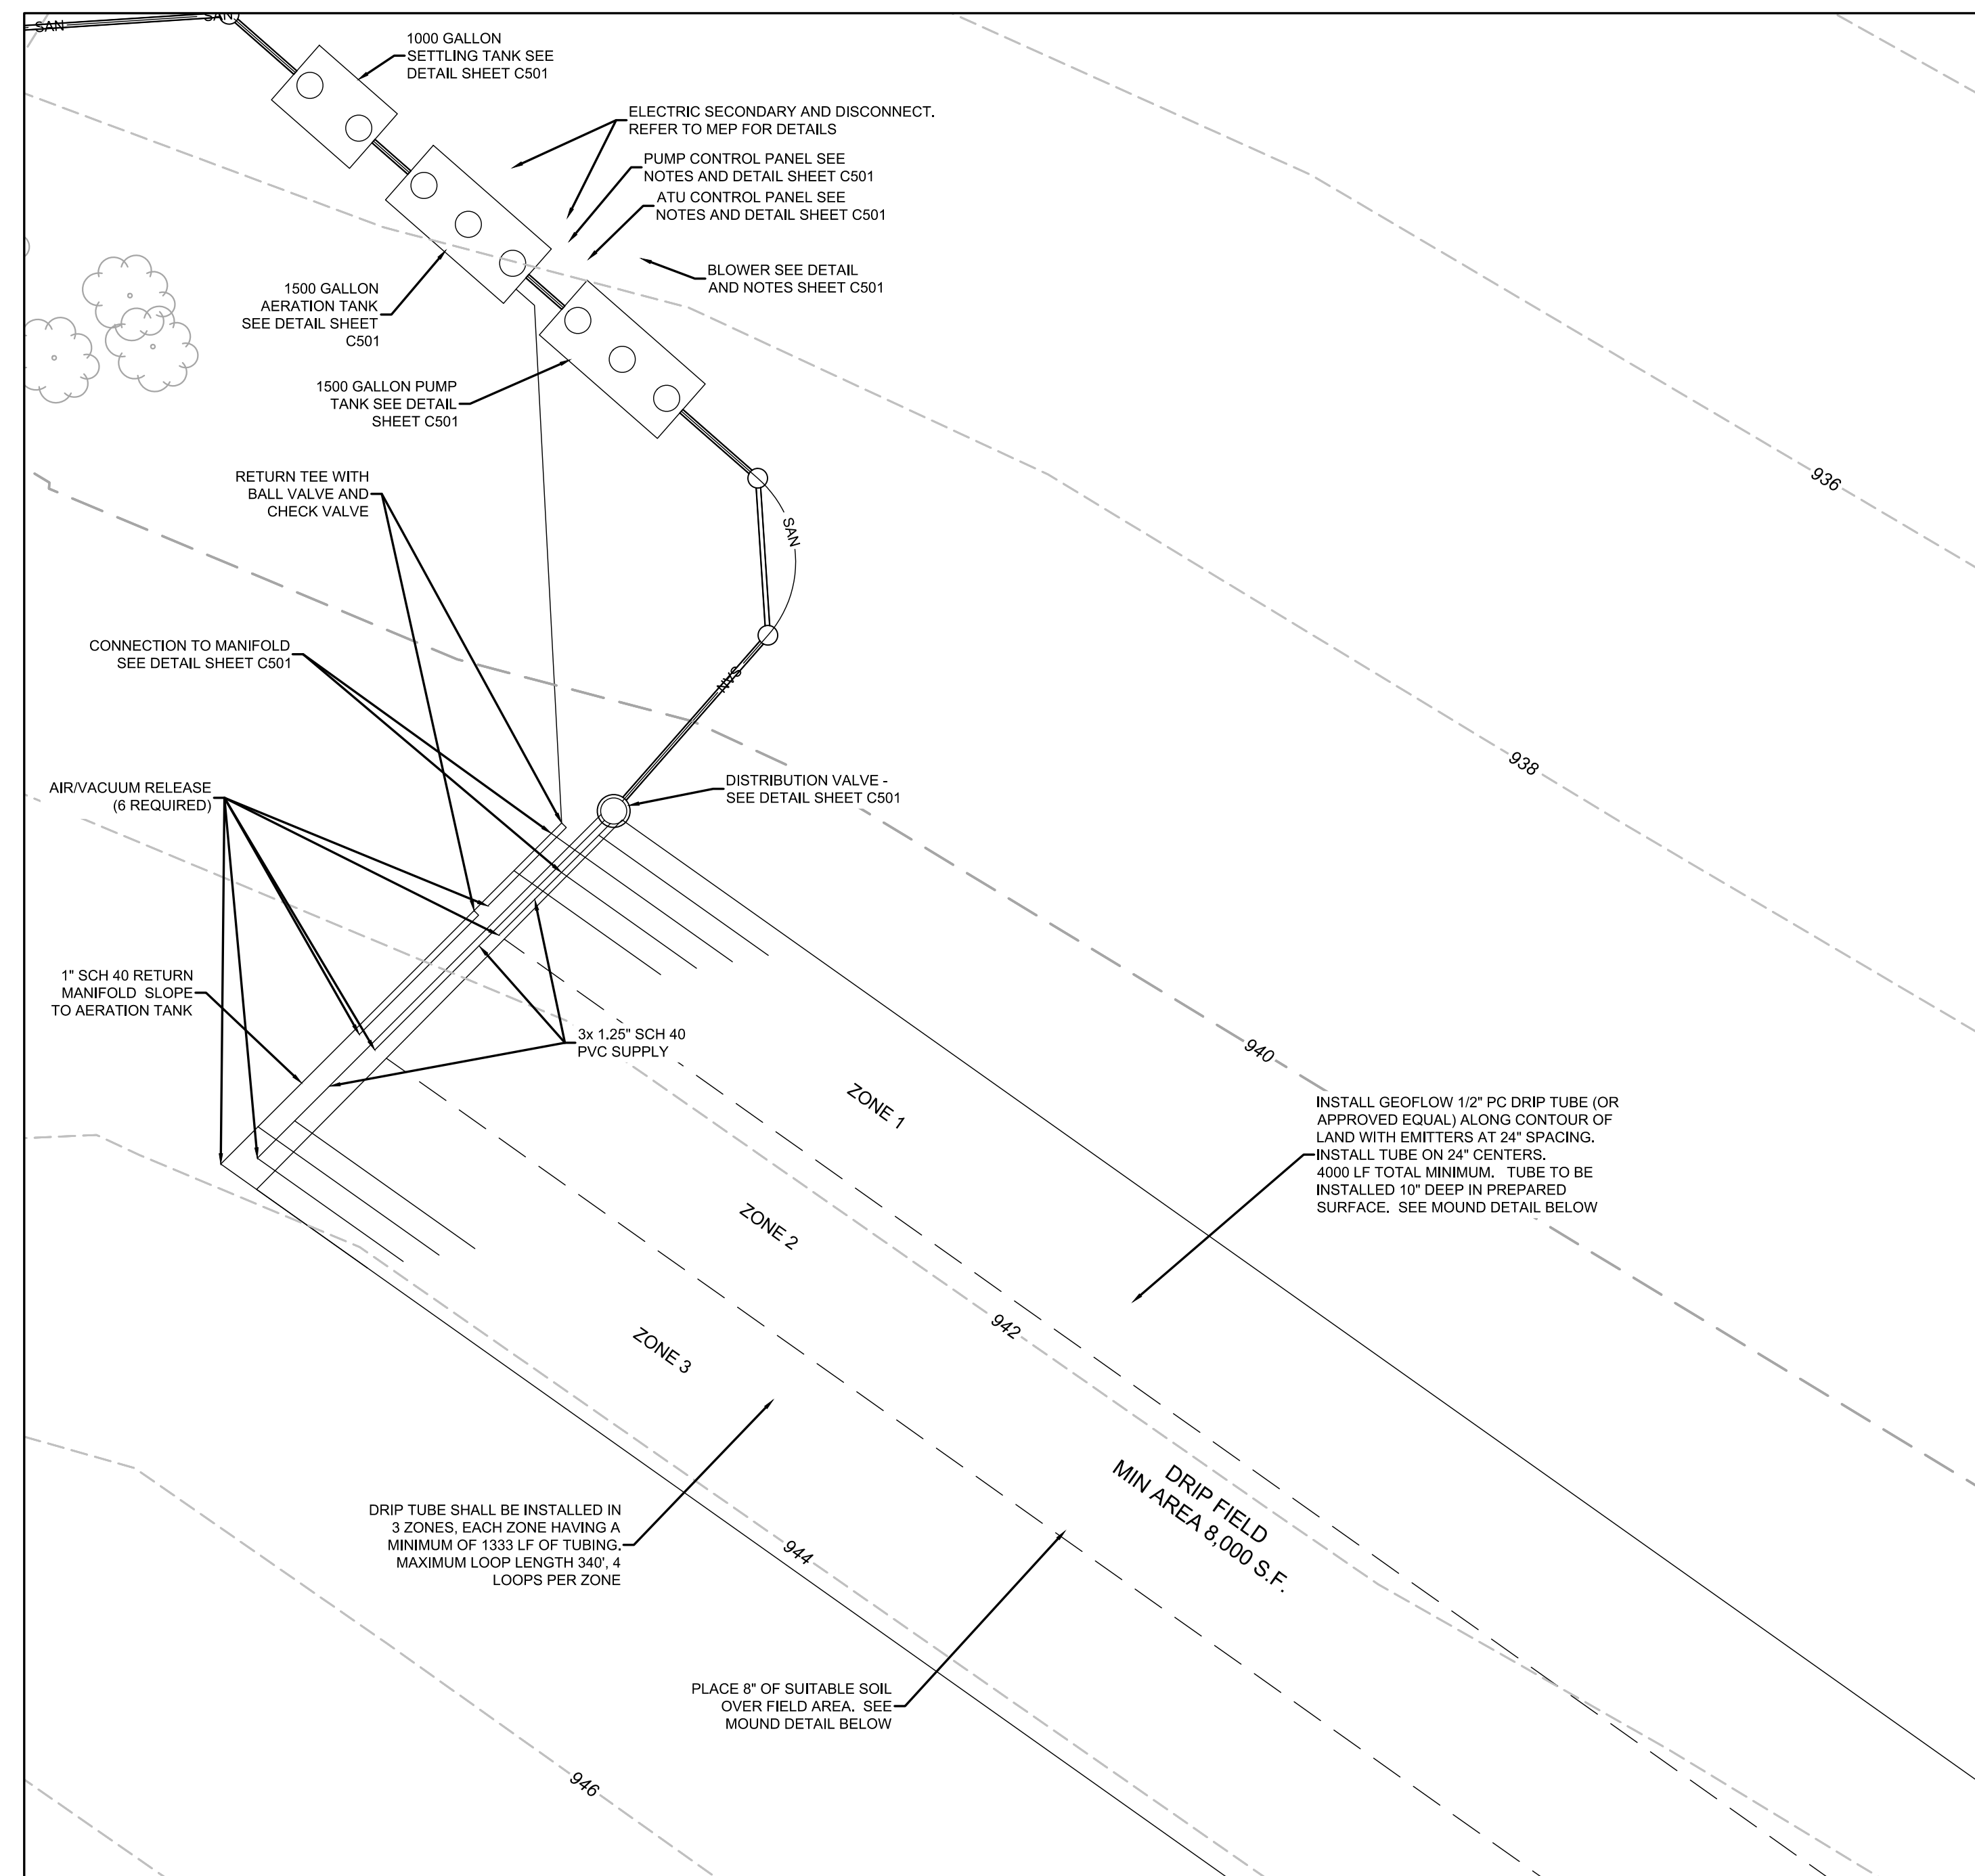 SAN
SAN
1000 GALLON
SETTLING TANK SEE
DETAIL SHEET C501
ELECTRIC SECONDARY AND DISCONNECT.
REFER TO MEP FOR DETAILS
PUMP CONTROL PANEL SEE
NOTES AND DETAIL SHEET C501
ATU CONTROL PANEL SEE
NOTES AND DETAIL SHEET C501
BLOWER SEE DETAIL
AND NOTES SHEET C501
1500 GALLON
AERATION TANK
SEE DETAIL SHEET
C501
1500 GALLON PUMP
TANK SEE DETAIL
SHEET C501
RETURN TEE WITH
BALL VALVE AND
CHECK VALVE
SAN
936
CONNECTION TO MANIFOLD
SEE DETAIL SHEET C501
SAN
938
AIR/VACUUM RELEASE
(6 REQUIRED)
DISTRIBUTION VALVE -
SEE DETAIL SHEET C501
1" SCH 40 RETURN
MANIFOLD SLOPE
TO AERATION TANK
3x 1.25" SCH 40
PVC SUPPLY
940
ZONE 1
INSTALL GEOFLOW 1/2" PC DRIP TUBE (OR
APPROVED EQUAL) ALONG CONTOUR OF
LAND WITH EMITTERS AT 24" SPACING.
INSTALL TUBE ON 24" CENTERS.
4000 LF TOTAL MINIMUM. TUBE TO BE
INSTALLED 10" DEEP IN PREPARED
SURFACE. SEE MOUND DETAIL BELOW
ZONE 2
942
ZONE 3
DRIP FIELD
MIN AREA 8,000 S.F.
DRIP TUBE SHALL BE INSTALLED IN
3 ZONES, EACH ZONE HAVING A
MINIMUM OF 1333 LF OF TUBING.
MAXIMUM LOOP LENGTH 340', 4
LOOPS PER ZONE
944
PLACE 8" OF SUITABLE SOIL
OVER FIELD AREA. SEE
MOUND DETAIL BELOW
946